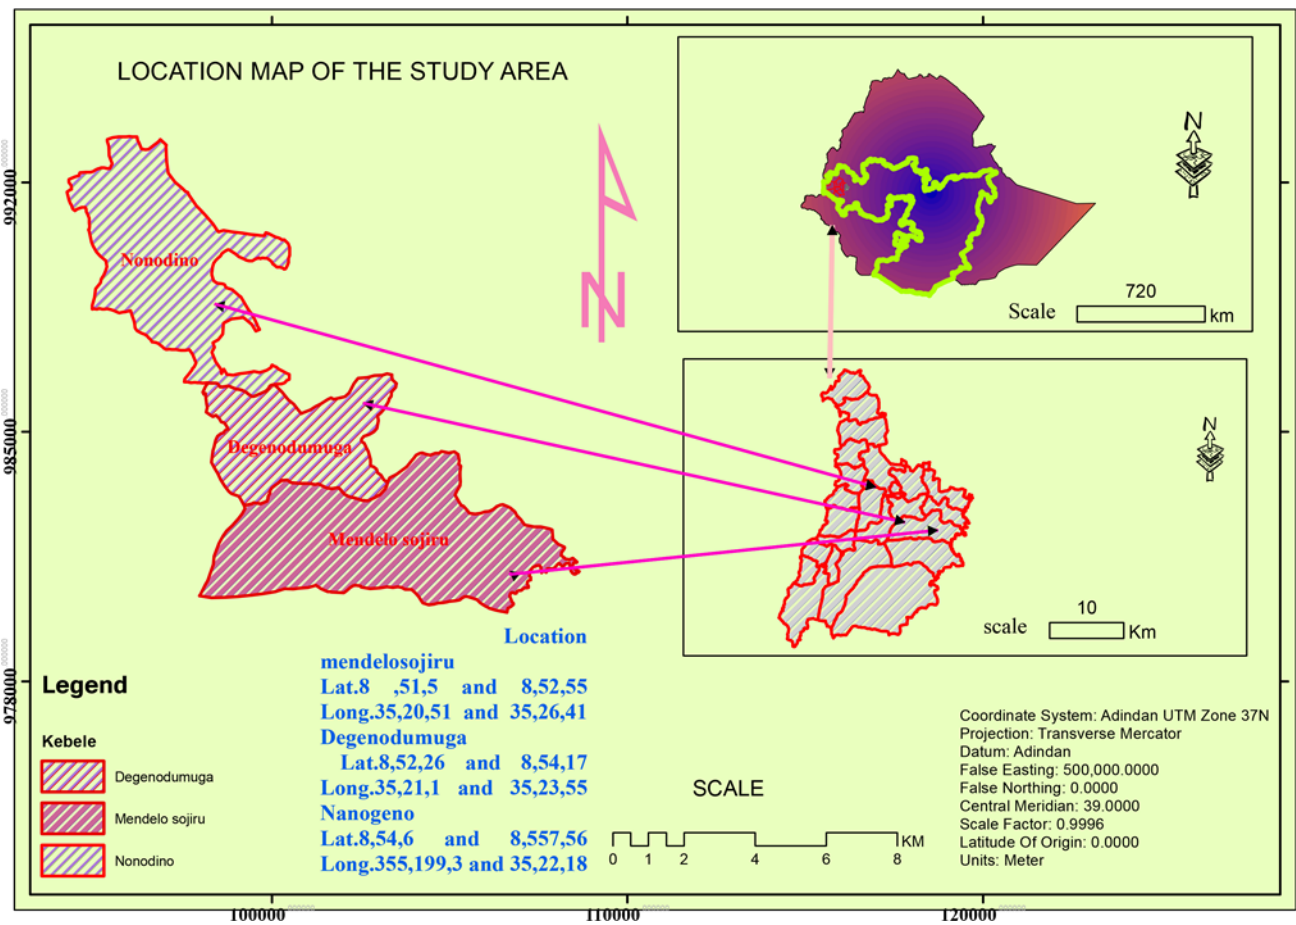 LOCATION MAP OF THE STUDY AREA
N
N
720
Scale
km
992000
985000
978000
Nonodino
Degenodumuga
Mendelo sojiru
N
10
scale
Km
Location
mendelosojiru
Lat.8 ,51,5 and 8,52,55
Long.35,20,51 and 35,26,41
Degenodumuga
Lat.8,52,26 and 8,54,17
Long.35,21,1 and 35,23,55
Nanogeno
Lat.8,54,6 and 8,557,56
Long.355,199,3 and 35,22,18
Legend
Kebele
Degenodumuga
Mendelo sojiru
Nonodino
SCALE
KM
0 1 2 4 6 8
Coordinate System: Adindan UTM Zone 37N
Projection: Transverse Mercator
Datum: Adindan
False Easting: 500,000.0000
False Northing: 0.0000
Central Meridian: 39.0000
Scale Factor: 0.9996
Latitude Of Origin: 0.0000
Units: Meter
100000 110000 120000